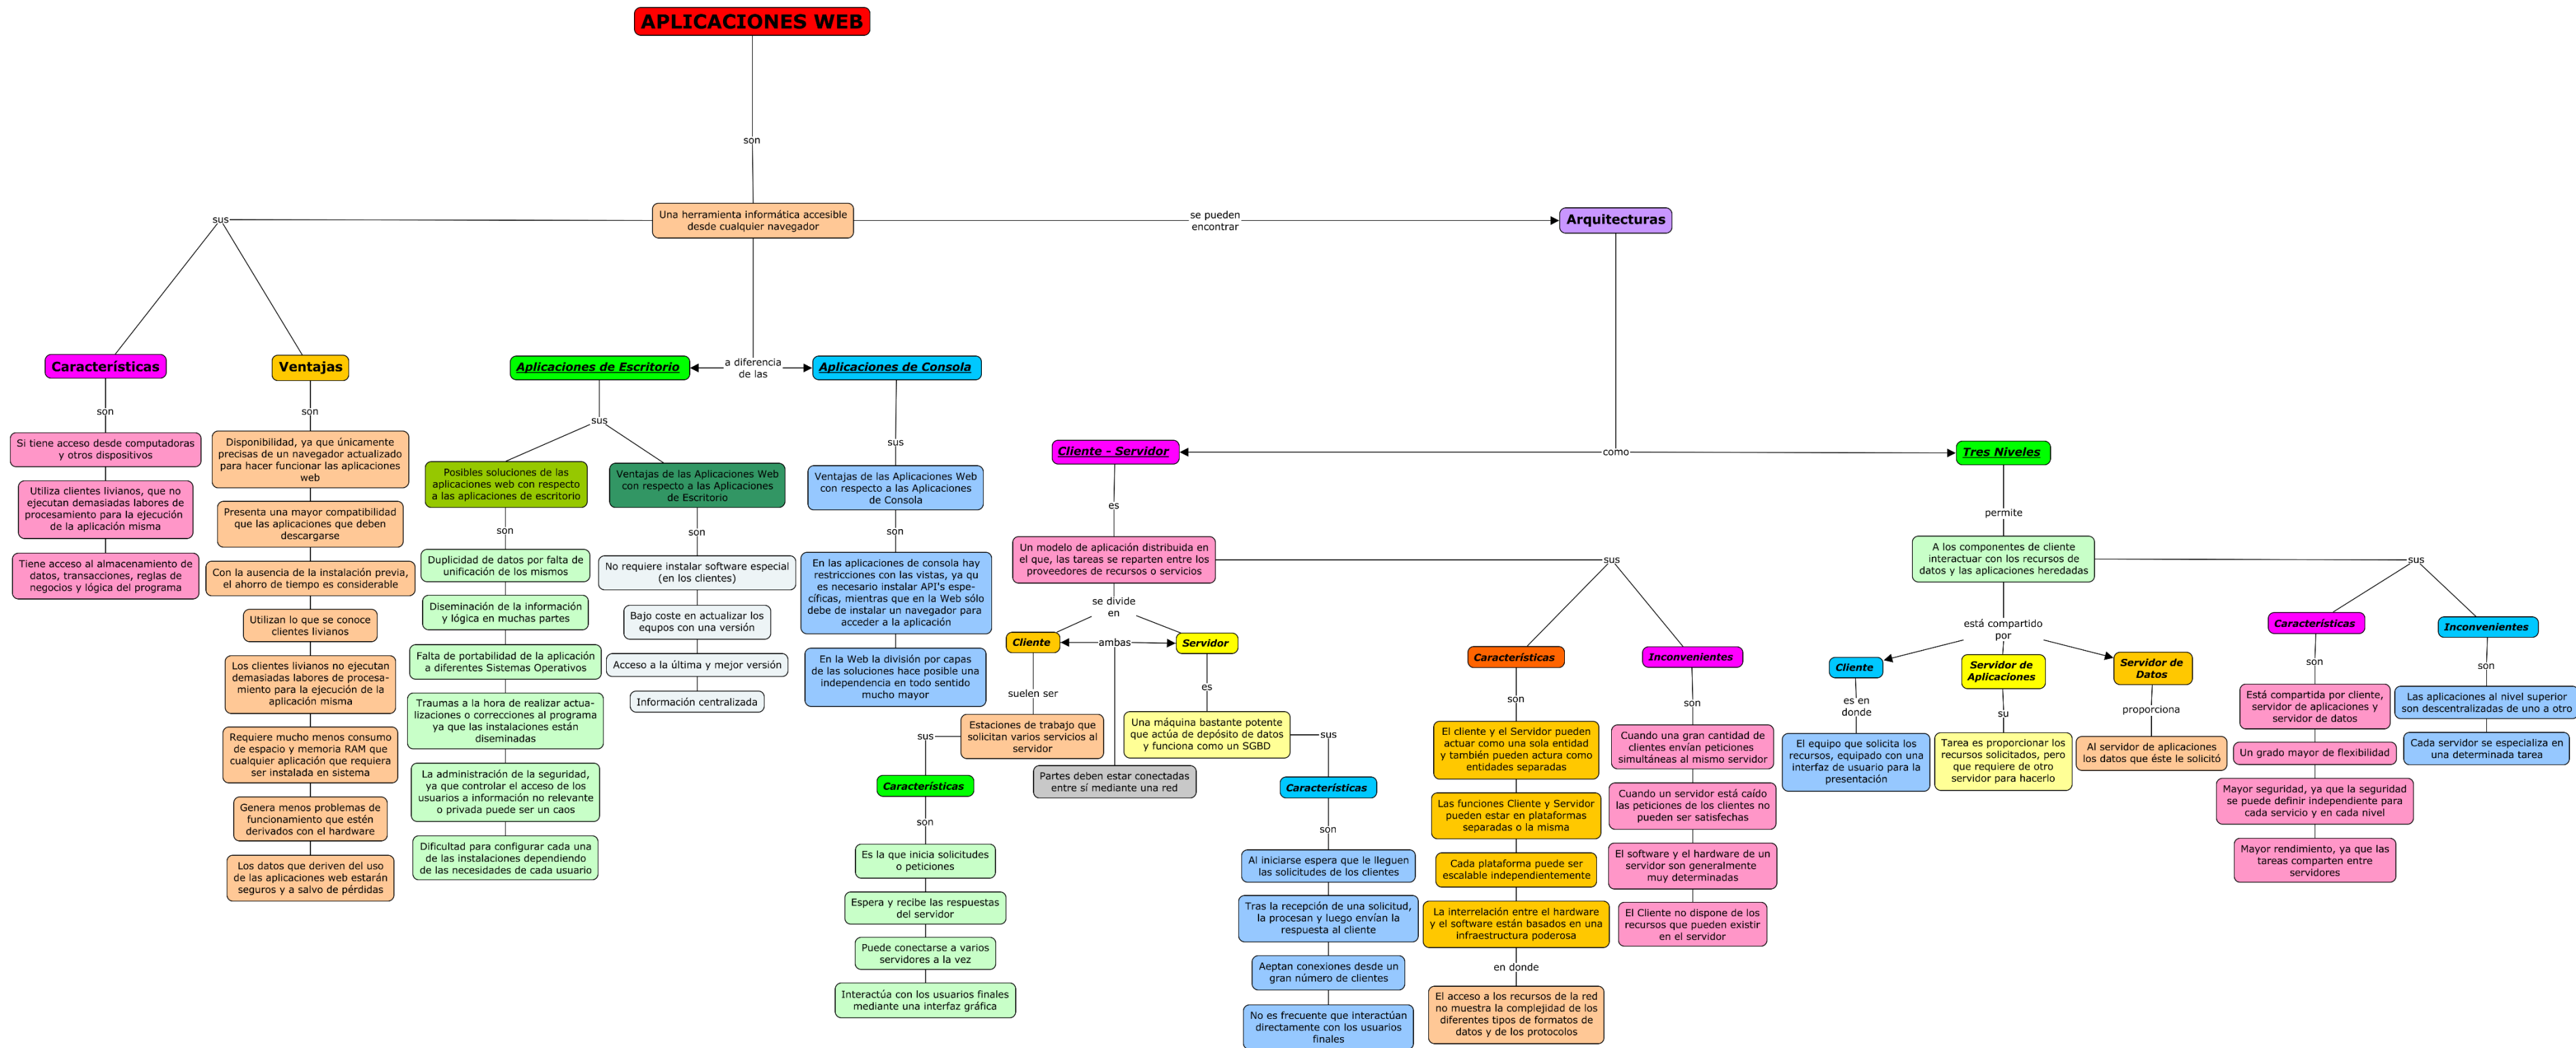 APLICACIONES WEB
son
Una herramienta informática accesible
desde cualquier navegador
sus
se pueden
encontrar
Arquitecturas
Características
son
Si tiene acceso desde computadoras
y otros dispositivos
Utiliza clientes livianos, que no
ejecutan demasiadas labores de
procesamiento para la ejecución
de la aplicación misma
Tiene acceso al almacenamiento de
datos, transacciones, reglas de
negocios y lógica del programa
Ventajas
son
Disponibilidad, ya que únicamente
precisas de un navegador actualizado
para hacer funcionar las aplicaciones
web
Presenta una mayor compatibilidad
que las aplicaciones que deben
descargarse
Con la ausencia de la instalación previa,
el ahorro de tiempo es considerable
Utilizan lo que se conoce
clientes livianos
Los clientes livianos no ejecutan
demasiadas labores de procesa-
miento para la ejecución de la
aplicación misma
Requiere mucho menos consumo
de espacio y memoria RAM que
cualquier aplicación que requiera
ser instalada en sistema
Genera menos problemas de
funcionamiento que estén
derivados con el hardware
Los datos que deriven del uso
de las aplicaciones web estarán
seguros y a salvo de pérdidas
a diferencia
de las
Aplicaciones de Escritorio
sus
Posibles soluciones de las
aplicaciones web con respecto
a las aplicaciones de escritorio
son
Duplicidad de datos por falta de
unificación de los mismos
Diseminación de la información
y lógica en muchas partes
Falta de portabilidad de la aplicación
a diferentes Sistemas Operativos
Traumas a la hora de realizar actua-
lizaciones o correcciones al programa
ya que las instalaciones están
diseminadas
La administración de la seguridad,
ya que controlar el acceso de los
usuarios a información no relevante
o privada puede ser un caos
Dificultad para configurar cada una
de las instalaciones dependiendo
de las necesidades de cada usuario
Ventajas de las Aplicaciones Web
con respecto a las Aplicaciones
de Escritorio
son
No requiere instalar software especial
(en los clientes)
Bajo coste en actualizar los
equpos con una versión
Acceso a la última y mejor versión
Información centralizada
Aplicaciones de Consola
sus
Ventajas de las Aplicaciones Web
con respecto a las Aplicaciones
de Consola
son
En las aplicaciones de consola hay
restricciones con las vistas, ya qu
es necesario instalar API's espe-
cíficas, mientras que en la Web sólo
debe de instalar un navegador para
acceder a la aplicación
En la Web la división por capas
de las soluciones hace posible una
independencia en todo sentido
mucho mayor
como
Cliente - Servidor
es
Un modelo de aplicación distribuida en
el que, las tareas se reparten entre los
proveedores de recursos o servicios
se divide
en
Cliente
ambas
Servidor
suelen ser
Estaciones de trabajo que
solicitan varios servicios al
servidor
sus
Características
son
Es la que inicia solicitudes
o peticiones
Espera y recibe las respuestas
del servidor
Puede conectarse a varios
servidores a la vez
Interactúa con los usuarios finales
mediante una interfaz gráfica
Partes deben estar conectadas
entre sí mediante una red
es
Una máquina bastante potente
que actúa de depósito de datos
y funciona como un SGBD
sus
Características
son
Al iniciarse espera que le lleguen
las solicitudes de los clientes
Tras la recepción de una solicitud,
la procesan y luego envían la
respuesta al cliente
Aeptan conexiones desde un
gran número de clientes
No es frecuente que interactúan
directamente con los usuarios
finales
sus
Características
son
El cliente y el Servidor pueden
actuar como una sola entidad
y también pueden actura como
entidades separadas
Las funciones Cliente y Servidor
pueden estar en plataformas
separadas o la misma
Cada plataforma puede ser
escalable independientemente
La interrelación entre el hardware
y el software están basados en una
infraestructura poderosa
en donde
El acceso a los recursos de la red
no muestra la complejidad de los
diferentes tipos de formatos de
datos y de los protocolos
Inconvenientes
son
Cuando una gran cantidad de
clientes envían peticiones
simultáneas al mismo servidor
Cuando un servidor está caído
las peticiones de los clientes no
pueden ser satisfechas
El software y el hardware de un
servidor son generalmente
muy determinadas
El Cliente no dispone de los
recursos que pueden existir
en el servidor
Tres Niveles
permite
A los componentes de cliente
interactuar con los recursos de
datos y las aplicaciones heredadas
está compartido
por
Cliente
es en
donde
El equipo que solicita los
recursos, equipado con una
interfaz de usuario para la
presentación
Servidor de
Aplicaciones
su
Tarea es proporcionar los
recursos solicitados, pero
que requiere de otro
servidor para hacerlo
Servidor de
Datos
proporciona
Al servidor de aplicaciones
los datos que éste le solicitó
sus
Características
son
Está compartida por cliente,
servidor de aplicaciones y
servidor de datos
Un grado mayor de flexibilidad
Mayor seguridad, ya que la seguridad
se puede definir independiente para
cada servicio y en cada nivel
Mayor rendimiento, ya que las
tareas comparten entre
servidores
Inconvenientes
son
Las aplicaciones al nivel superior
son descentralizadas de uno a otro
Cada servidor se especializa en
una determinada tarea